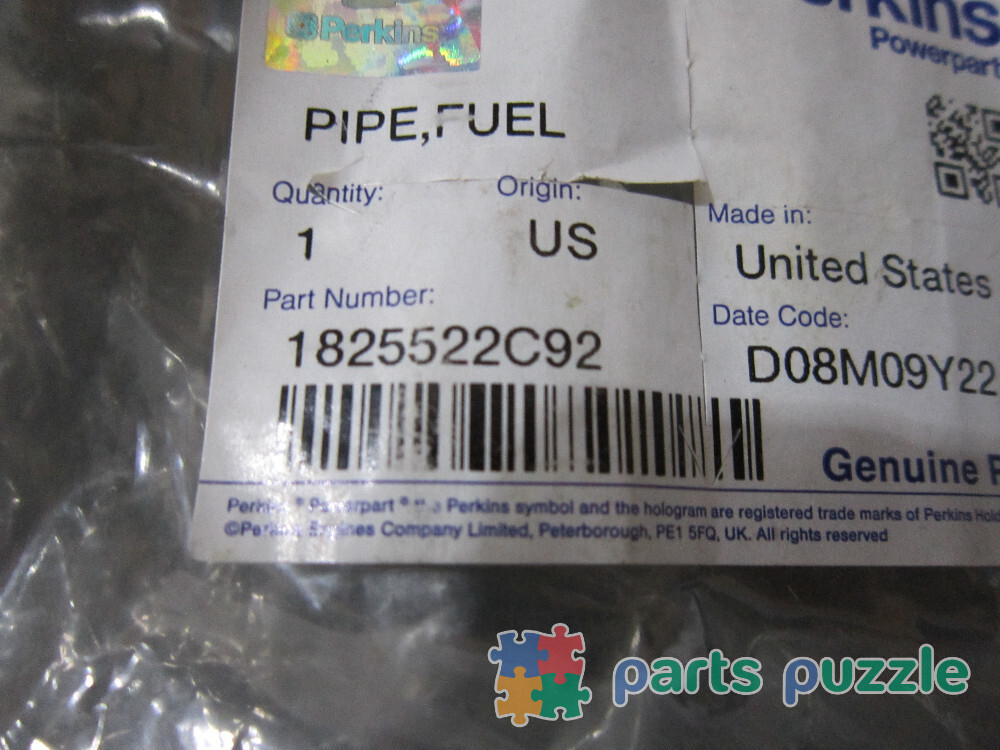 Perkins
Powerpart
PIPE,FUEL
Quantity:
Origin:
1
US
Made in:
United States
Part Number:
1825522C92
Date Code:
D08M09Y22
Genuine
Powerpart ® Perkins symbol and the hologram are registered trade marks of Perkins
Engines Company Limited, Peterborough, PE1 5FQ, UK. All rights reserved
parts puzzle